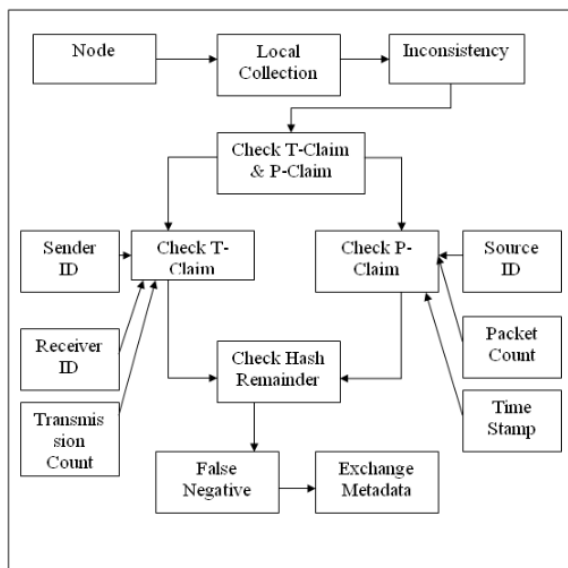 Node
Local
Collection
Inconsistency
Check T-Claim
& P-Claim
Sender
ID
Check T-
Claim
Check P-
Claim
Source
ID
Receiver
ID
Check Hash
Remainder
Packet
Count
Transmis
sion
Count
Time
Stamp
False
Negative
Exchange
Metadata